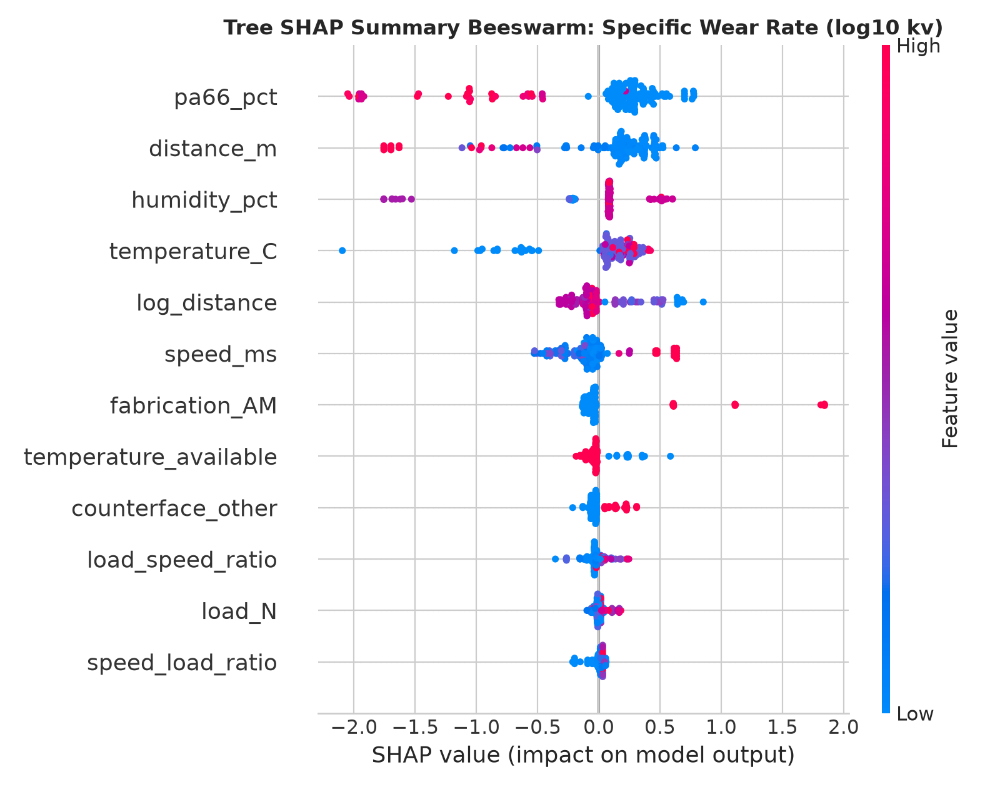 Tree SHAP Summary Beeswarm: Specific Wear Rate (log10 kv)
High
pa66_pct
distance_m
humidity_pct
temperature_C
log_distance
speed_ms
fabrication_AM
temperature_available
counterface_other
load_speed_ratio
load_N
speed_load_ratio
Feature value
Low
−2.0 −1.5 −1.0 −0.5 0.0 0.5 1.0 1.5 2.0
SHAP value (impact on model output)